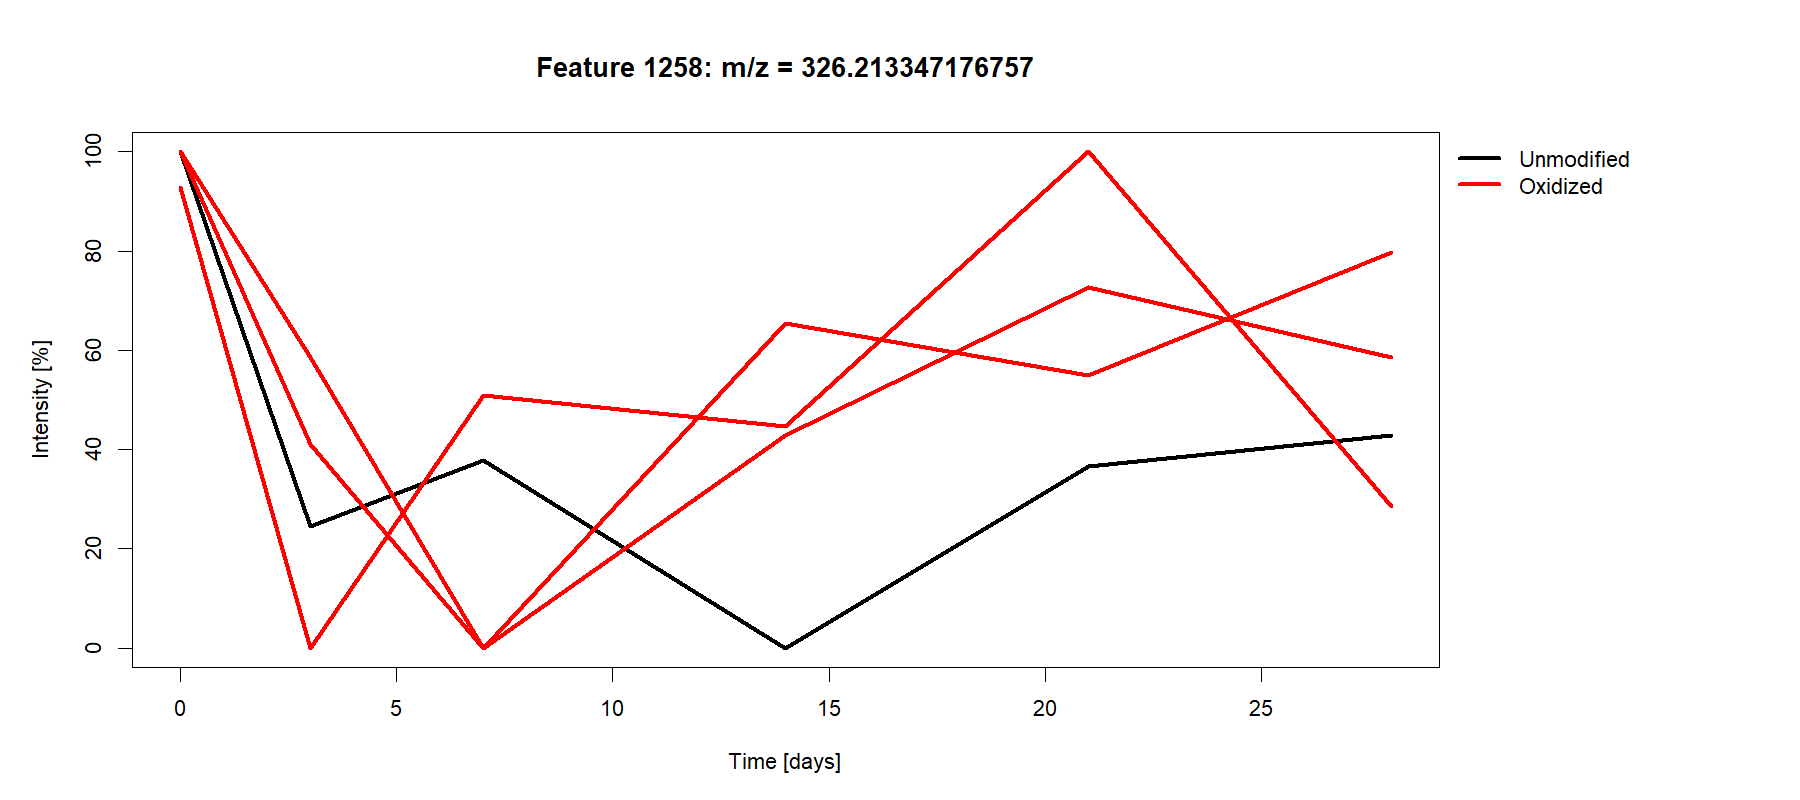 Feature 1258: m/z = 326.213347176757
Unmodified
Oxidized
Intensity [%]
100
80
60
40
20
0
0 5 10 15 20 25
Time [days]